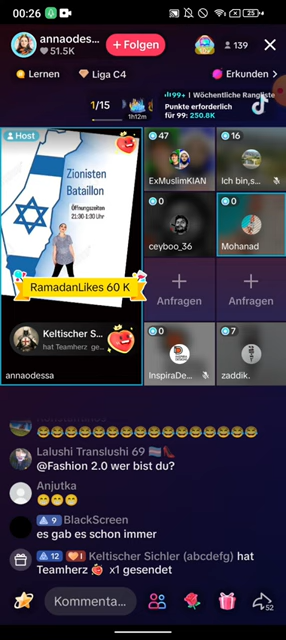 00:26
25
annaodes...
51.5K
+ Folgen
139
Lernen
Liga C4
Erkunden >
1/15
1h12m
99+ | Wöchentliche Rangliste
Punkte erforderlich
für 99: 250.8K
Host
Zionisten
Bataillon
Öffnungszeiten
21:30-1:30 Uhr
RamadanLikes 60 K
Keltischer S...
hat Teamherz ge...
annaodessa
47
ExMuslimKIAN
16
Ich bin,s...
0
ceyboo_36
0
Mohanad
Anfragen
Anfragen
0
InspiraDe...
7
zaddik.
Lalushi Translushi 69
@Fashion 2.0 wer bist du?
Anjutka
9 BlackScreen
es gab es schon immer
12 I Keltischer Sichler (abcdefg) hat
Teamherz x1 gesendet
Kommenta...
52